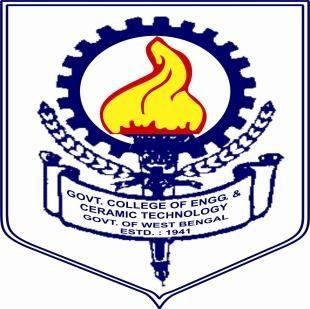 GOVT. COLLEGE OF ENGG. &
CERAMIC TECHNOLOGY
GOVT. OF WEST BENGAL
ESTD. : 1941